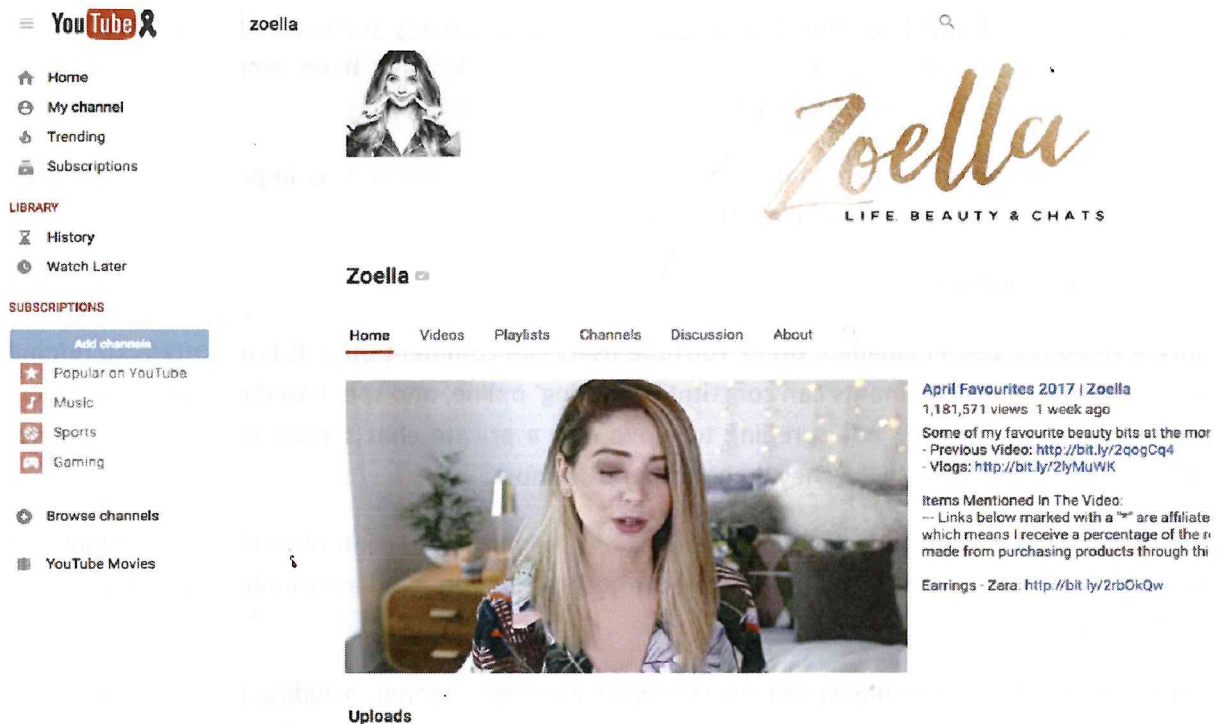 YouTube
zoella
Home
My channel
Trending
Subscriptions
LIBRARY
History
Watch Later
SUBSCRIPTIONS
Add channels
Popular on YouTube
Music
Sports
Gaming
Browse channels
YouTube Movies
Zoella
LIFE, BEAUTY & CHATS
Zoella
Home Videos Playlists Channels Discussion About
April Favourites 2017 | Zoella
1,181,571 views 1 week ago
Some of my favourite beauty bits at the mor
- Previous Video: http://bit.ly/2qogCq4
- Vlogs: http://bit.ly/2lyMuWK
Items Mentioned In The Video:
-- Links below marked with a "*" are affiliate
which means I receive a percentage of the r
made from purchasing products through thi
Earrings - Zara: http://bit.ly/2rbOkQw
Uploads